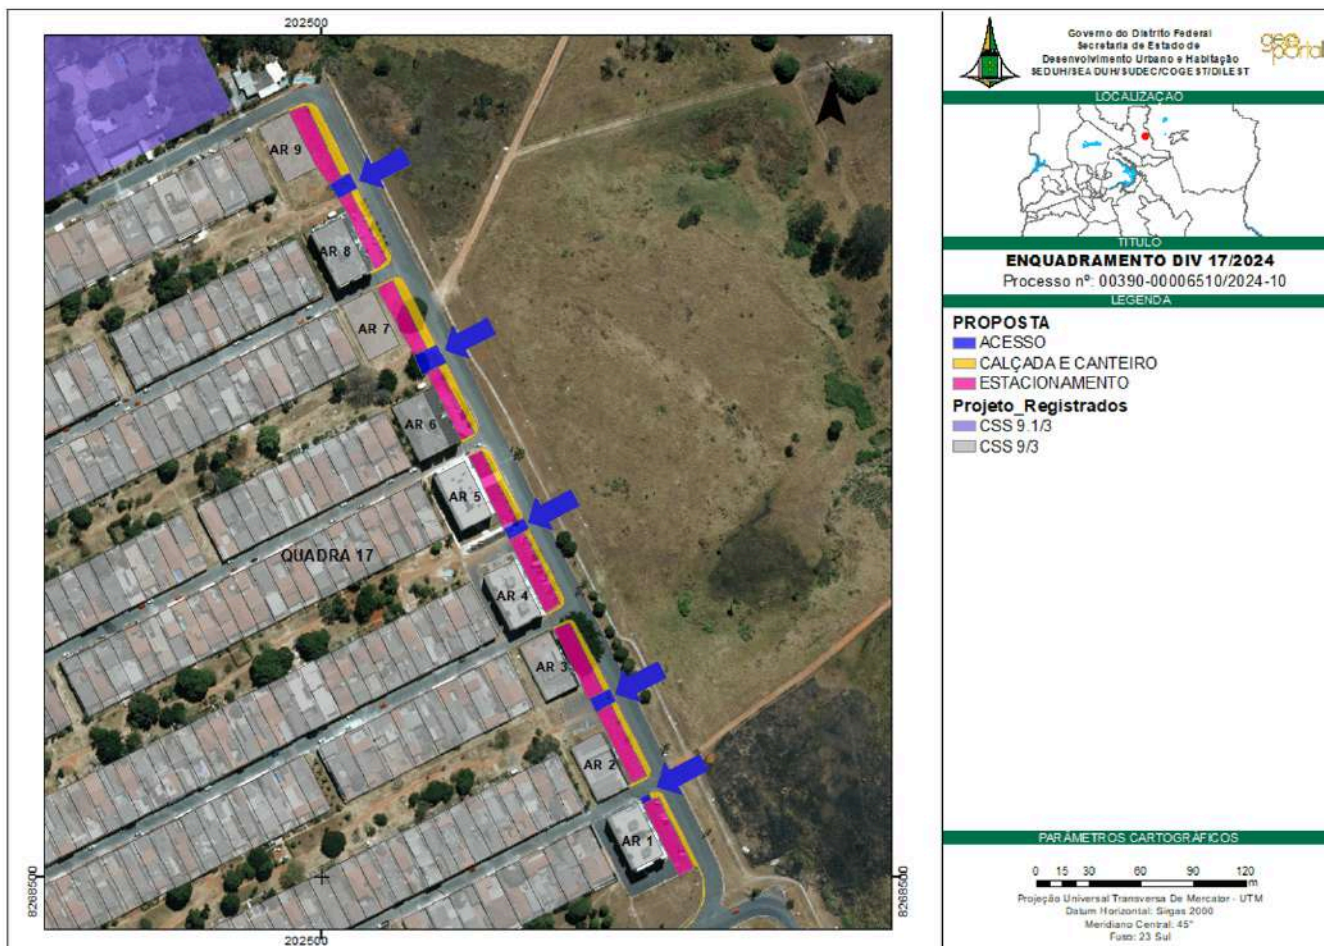 202500
8268500
AR 9
AR 8
AR 7
AR 6
AR 5
QUADRA 17
AR 4
AR 3
AR 2
AR 1
8268500
202500
Governo do Distrito Federal
Secretaria de Estado de
Desenvolvimento Urbano e Habitação
SEDUH/SEADUH/SUDEC/COGEST/DILEST
geo
portal
LOCALIZAÇÃO
TITULO
ENQUADRAMENTO DIV 17/2024
Processo nº: 00390-00006510/2024-10
LEGENDA
PROPOSTA
ACESSO
CALÇADA E CANTEIRO
ESTACIONAMENTO
Projeto_Registrados
CSS 9.1/3
CSS 9/3
PARÂMETROS CARTOGRÁFICOS
0 15 30 60 90 120
m
Projeção Universal Transversa De Mercator - UTM
Datum Horizontal: Sirgas 2000
Meridiano Central: 45°
Fuso: 23 Sul